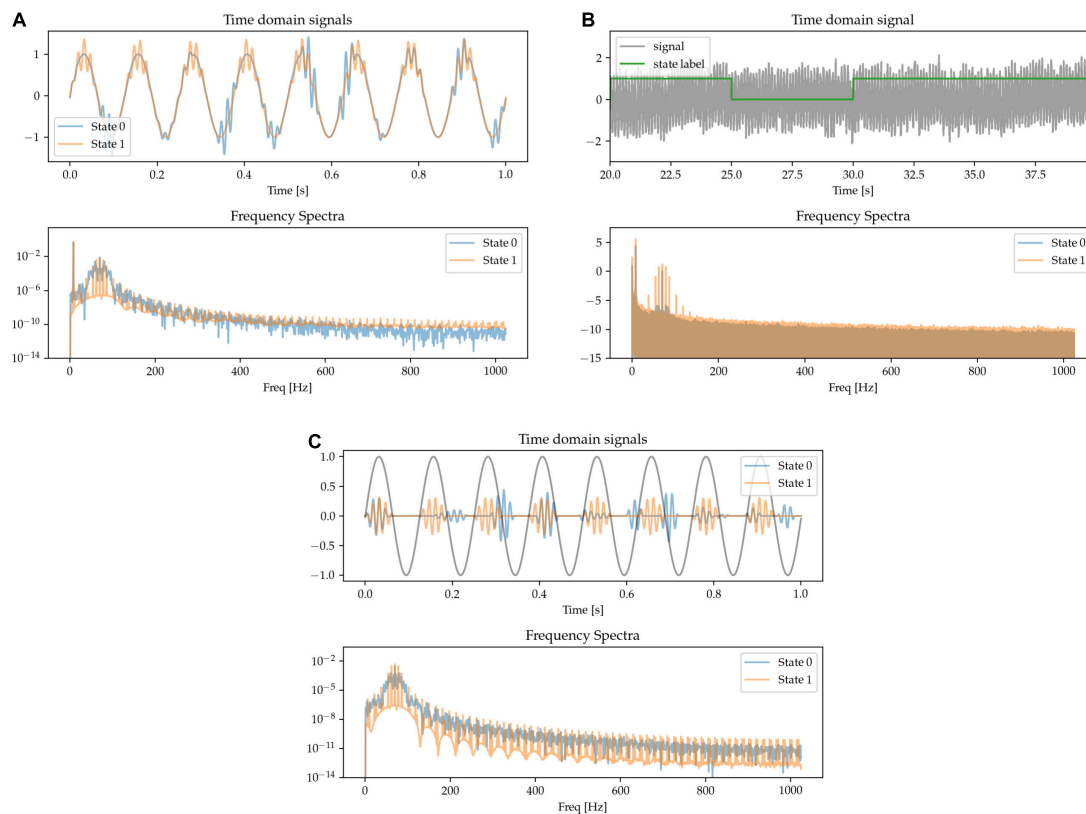 A
Time domain signals
1
0
−1
State 0
State 1
0.0 0.2 0.4 0.6 0.8 1.0
Time [s]
Frequency Spectra
10⁻²
10⁻⁶
10⁻¹⁰
10⁻¹⁴
State 0
State 1
0 200 400 600 800 1000
Freq [Hz]
B
Time domain signal
2
0
−2
signal
state label
20.0 22.5 25.0 27.5 30.0 32.5 35.0 37.5
Time [s]
Frequency Spectra
5
0
−5
−10
−15
State 0
State 1
0 200 400 600 800 1000
Freq [Hz]
C
Time domain signals
1.0
0.5
0.0
−0.5
−1.0
State 0
State 1
0.0 0.2 0.4 0.6 0.8 1.0
Time [s]
Frequency Spectra
10⁻²
10⁻⁵
10⁻⁸
10⁻¹¹
10⁻¹⁴
State 0
State 1
0 200 400 600 800 1000
Freq [Hz]